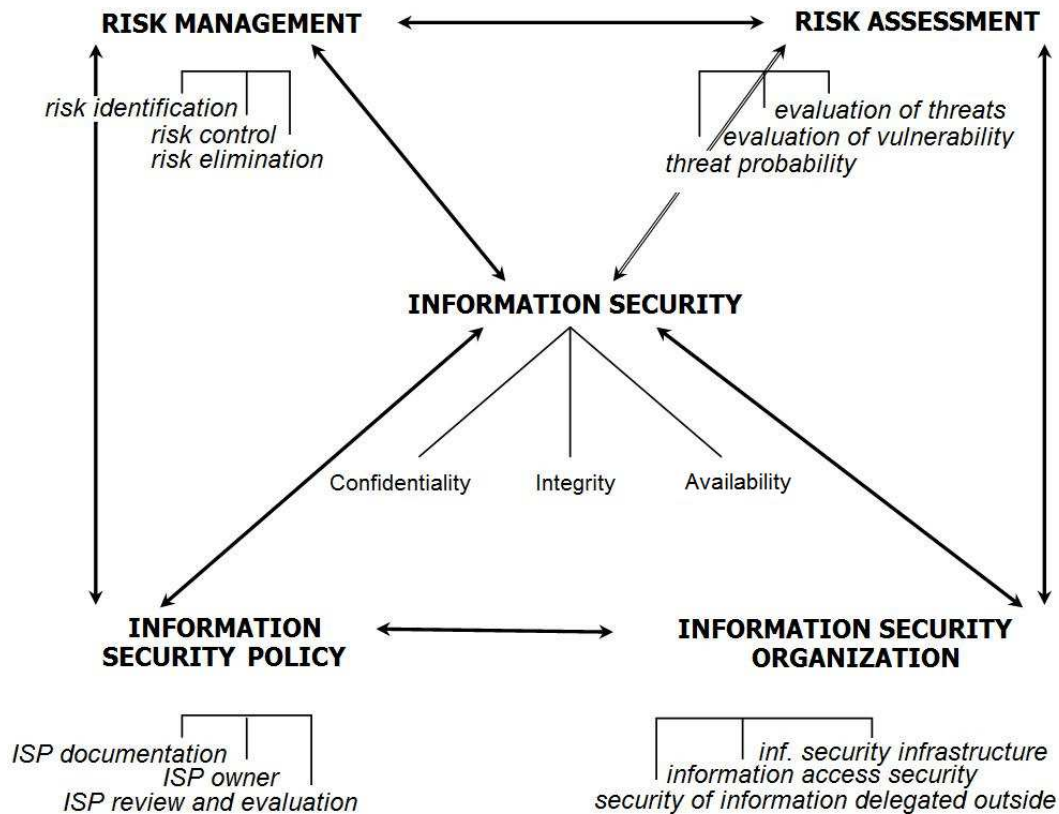 RISK MANAGEMENT
RISK ASSESSMENT
risk identification
risk control
risk elimination
evaluation of threats
evaluation of vulnerability
threat probability
INFORMATION SECURITY
Confidentiality
Integrity
Availability
INFORMATION
SECURITY POLICY
INFORMATION SECURITY
ORGANIZATION
ISP documentation
ISP owner
ISP review and evaluation
inf. security infrastructure
information access security
security of information delegated outside